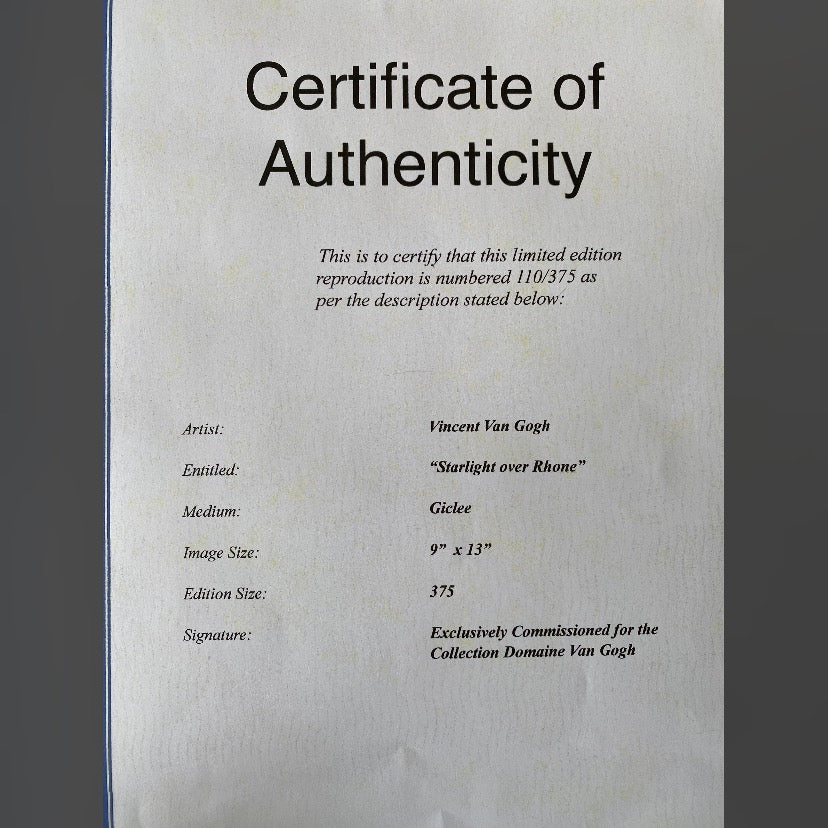 Certificate of
Authenticity
This is to certify that this limited edition
reproduction is numbered 110/375 as
per the description stated below:
Artist: Vincent Van Gogh
Entitled: “Starlight over Rhone”
Medium: Giclee
Image Size: 9” x 13”
Edition Size: 375
Signature: Exclusively Commissioned for the
Collection Domaine Van Gogh